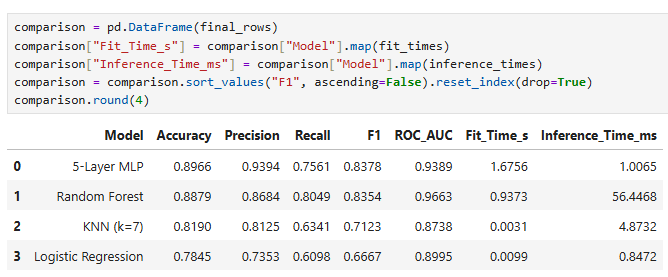 comparison = pd.DataFrame(final_rows)
comparison["Fit_Time_s"] = comparison["Model"].map(fit_times)
comparison["Inference_Time_ms"] = comparison["Model"].map(inference_times)
comparison = comparison.sort_values("F1", ascending=False).reset_index(drop=True)
comparison.round(4)
Model Accuracy Precision Recall F1 ROC_AUC Fit_Time_s Inference_Time_ms
0 5-Layer MLP 0.8966 0.9394 0.7561 0.8378 0.9389 1.6756 1.0065
1 Random Forest 0.8879 0.8684 0.8049 0.8354 0.9663 0.9373 56.4468
2 KNN (k=7) 0.8190 0.8125 0.6341 0.7123 0.8738 0.0031 4.8732
3 Logistic Regression 0.7845 0.7353 0.6098 0.6667 0.8995 0.0099 0.8472